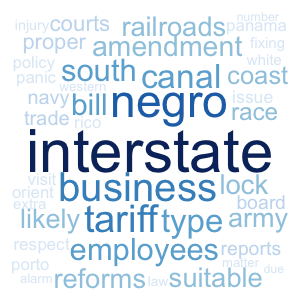 number
injury courts railroads panama
proper amendment fixing
policy south canal white coast
panic western
navy bill negro issue
trade rico race
interstate
visit business lock
orient
extra likely tariff type board army
respect employees reports
porto matter due
alarm reforms law suitable